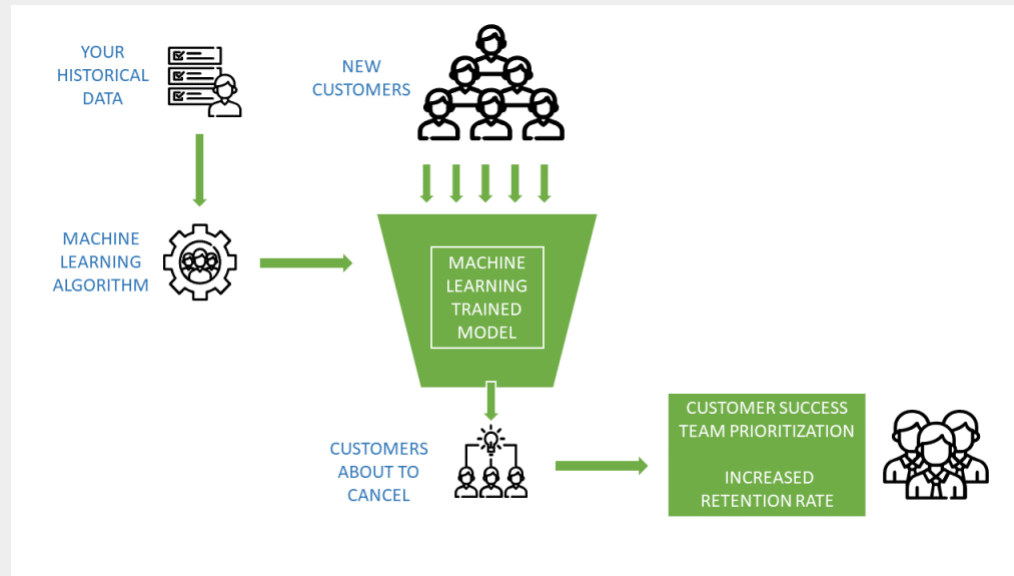 YOUR
HISTORICAL
DATA
NEW
CUSTOMERS
MACHINE
LEARNING
ALGORITHM
MACHINE
LEARNING
TRAINED
MODEL
CUSTOMERS
ABOUT TO
CANCEL
CUSTOMER SUCCESS
TEAM PRIORITIZATION
INCREASED
RETENTION RATE